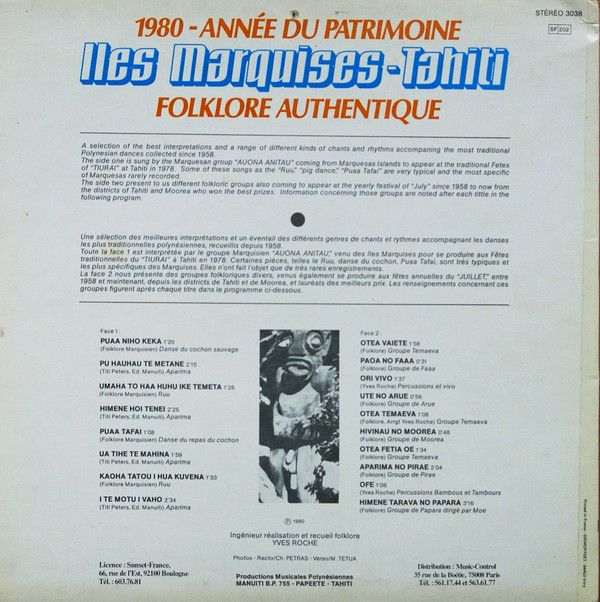 STÉRÉO 3038
SF 202
1980 - ANNÉE DU PATRIMOINE
Iles Marquises - Tahiti
FOLKLORE AUTHENTIQUE
A selection of the best interpretations and a range of different kinds of chants and rhythms accompaning the most traditional
Polynesian dances collected since 1958.
The side one is sung by the Marquesan group "AUONA ANITAU" coming from Marquesas Islands to appear at the traditional Fetes
of "TIURAI" at Tahiti in 1978. Some of these songs as the "Ruu," "pig dance," "Puaa Tafai" are very typical and the most specific
of Marquesas rarely recorded.
The side two present to us different folkloric groups also coming to appear at the yearly festival of "July" since 1958 to now from
the districts of Tahiti and Moorea who won the best prizes. Information concerning those groups are noted after each tittle in the
following program.
Une sélection des meilleures interprétations et un éventail des différents genres de chants et rythmes accompagnant les danses
les plus traditionnelles polynésiennes, recueillis depuis 1958.
Toute la face 1 est interprétée par le groupe Marquisien "AUONA ANITAU," venu des Iles Marquises pour se produire aux Fêtes
traditionnelles du "TIURAI" à Tahiti en 1978. Certaines pièces, telles le Ruu, danse du cochon, Puaa Tafai, sont très typiques et
les plus spécifiques des Marquises. Elles n'ont fait l'objet que de très rares enregistrements.
La face 2 nous présente des groupes folkloriques divers, venus également se produire aux fêtes annuelles du "JUILLET," entre
1958 et maintenant, depuis les districts de Tahiti et de Moorea, et lauréats des meilleurs prix. Les renseignements concernant ces
groupes figurent après chaque titre dans le programme ci-dessous.
Face 1 :
PUAA NIHO KEKA 1'20
(Folklore Marquisien) Danse du cochon sauvage
PU HAUHAU TE METANE 2'15
(Titi Peters, Ed. Manuiti) Aparima
UMAHA TO HAA HUHU IKE TEMETA 1'26
(Folklore Marquisien) Ruu
HIMENE HOI TENEI 2'25
(Titi Peters, Ed. Manuiti) Aparima
PUAA TAFAI 1'08
(Folklore Marquisien) Danse du repas du cochon
UA TIHE TE MAHINA 1'59
(Titi Peters, Ed. Manuiti) Aparima
KAOHA TATOU I HUA KUVENA 1'33
(Folklore Marquisien) Ruu
I TE MOTU I VAHO 2'34
(Titi Peters, Ed. Manuiti) Aparima
Face 2 :
OTEA VAIETE 1'58
(Folklore) Groupe Temaeva
PAOA NO FAAA 0'31
(Folklore) Groupe de Faaa
ORI VIVO 1'37
(Yves Roche) Percussions et vivo
UTE NO ARUE 0'56
(Folklore) Groupe de Arue
OTEA TEMAEVA 1'08
(Folklore, Arrgt Yves Roche) Groupe Temaeva
HIVINAU NO MOOREA 0'48
(Folklore) Groupe de Moorea
OTEA FETIA OE 1'34
(Folklore) Groupe Temaeva
APARIMA NO PIRAE 2'04
(Folklore) Groupe de Pirae
OFE 1'06
(Yves Roche) Percussions Bambous et Tambours
HIMENE TARAVA NO PAPARA 3'16
(Folklore) Groupe de Papara dirigé par Moe
Ⓟ 1980
Ingénieur réalisation et recueil folklore
YVES ROCHE
Photos - Recto/Ch. PETRAS - Verso/M. TETUA
Licence : Sunset-France,
66, rue de l'Est, 92100 Boulogne
Tél. : 603.76.81
Productions Musicales Polynésiennes
MANUITI B.P. 755 - PAPEETE - TAHITI
Distribution : Music-Control
35 rue de la Boëtie, 75008 Paris
Tél. : 561.17.44 et 563.61.77